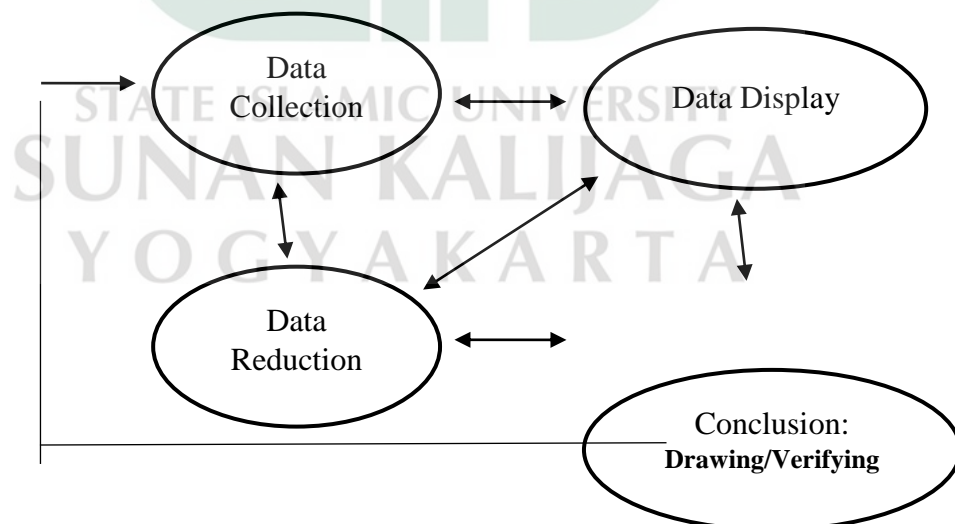 Data
Collection
Data Display
STATE ISLAMIC UNIVERSITY
SUNAN KALIJAGA
YOGYAKARTA
Data
Reduction
Conclusion:
Drawing/Verifying